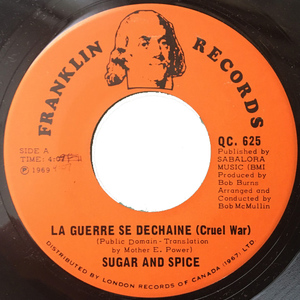 FRANKLIN RECORDS
SIDE A
TIME: 4:
℗ 1969
QC. 625
Published by
SABALORA
MUSIC (BMI
Produced by
Bob Burns
Arranged and
Conducted by
Bob McMullin
LA GUERRE SE DECHAINE (Cruel War)
(Public Domain-Translation
by Mother E. Power)
SUGAR AND SPICE
DISTRIBUTED BY LONDON RECORDS OF CANADA (1967) LTD.